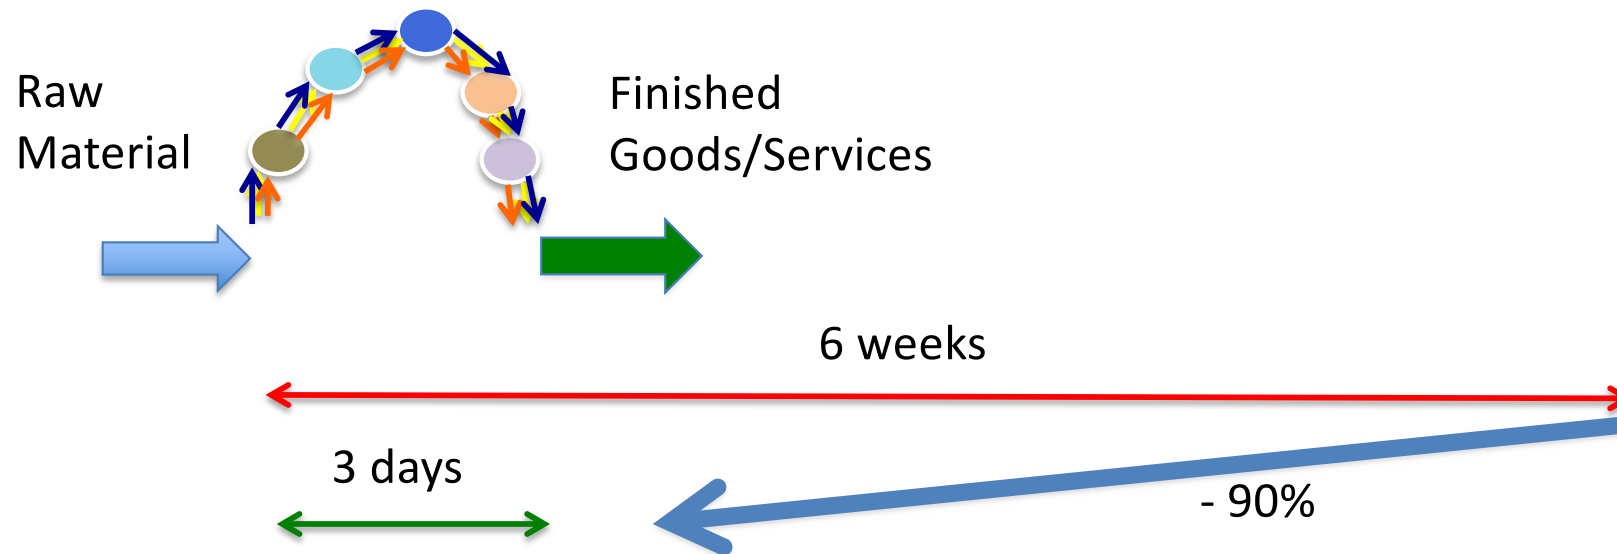 Raw
Material
Finished
Goods/Services
6 weeks
3 days
- 90%